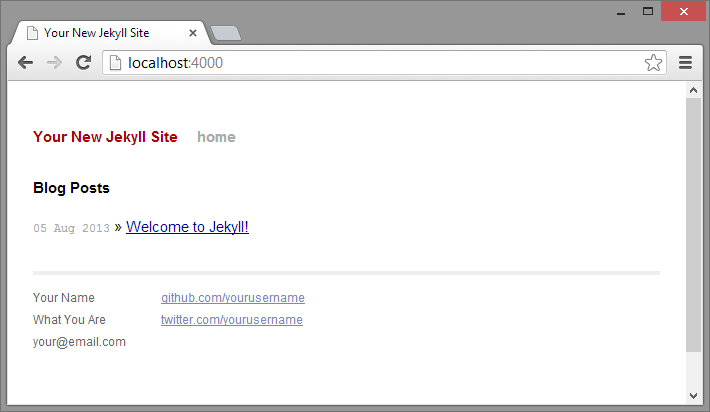 Your New Jekyll Site
localhost:4000
Your New Jekyll Site home
Blog Posts
05 Aug 2013 » Welcome to Jekyll!
Your Name github.com/yourusername
What You Are twitter.com/yourusername
your@email.com